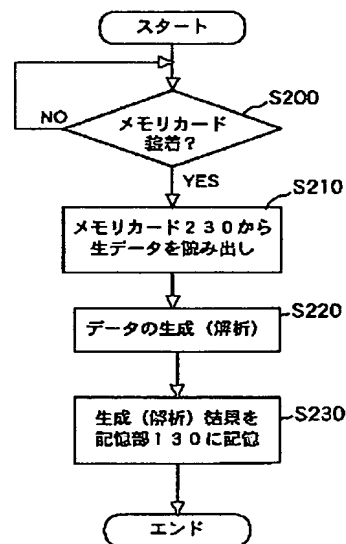 スタート
S200
NO
メモリカード
装着?
YES
S210
メモリカード230から
生データを読み出し
S220
データの生成(解析)
S230
生成(解析)結果を
記憶部130に記憶
エンド